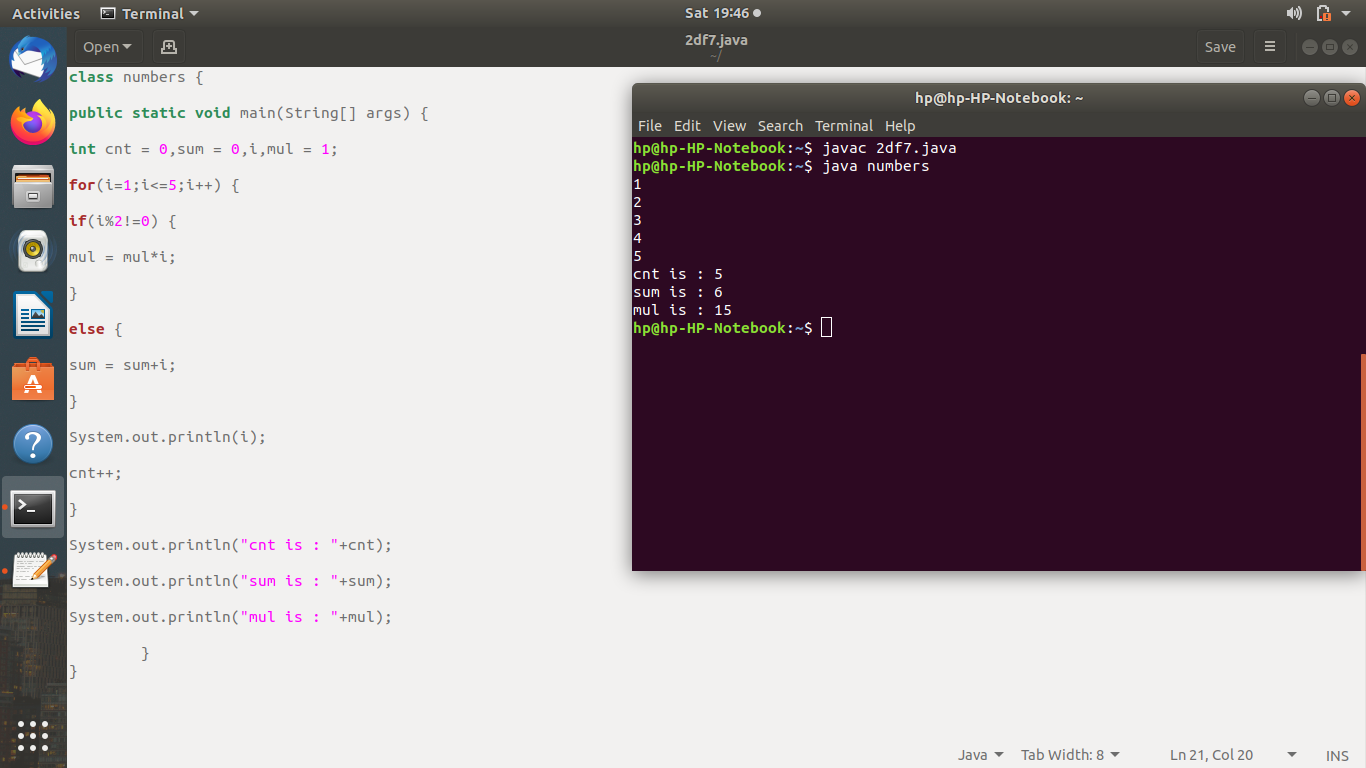 Activities Terminal Sat 19:46
Open 2df7.java Save
~/
class numbers {
public static void main(String[] args) {
int cnt = 0,sum = 0,i,mul = 1;
for(i=1;i<=5;i++) {
if(i%2!=0) {
mul = mul*i;
}
else {
sum = sum+i;
}
System.out.println(i);
cnt++;
}
System.out.println("cnt is : "+cnt);
System.out.println("sum is : "+sum);
System.out.println("mul is : "+mul);
}
}
hp@hp-HP-Notebook: ~
File Edit View Search Terminal Help
hp@hp-HP-Notebook:~$ javac 2df7.java
hp@hp-HP-Notebook:~$ java numbers
1
2
3
4
5
cnt is : 5
sum is : 6
mul is : 15
hp@hp-HP-Notebook:~$
Java Tab Width: 8 Ln 21, Col 20 INS